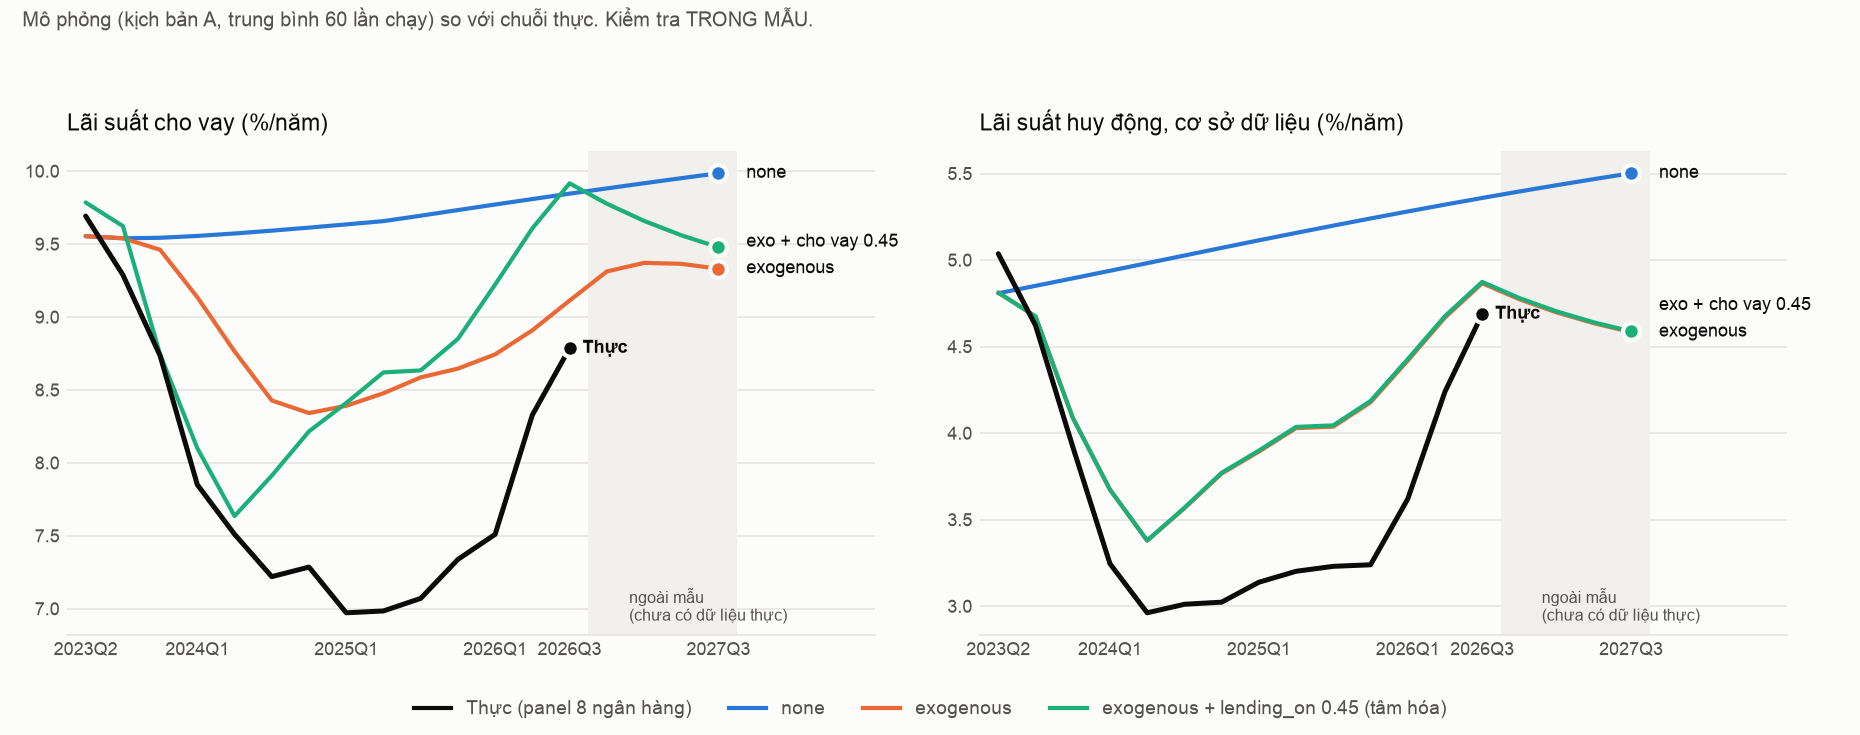 Mô phỏng (kịch bản A, trung bình 60 lần chạy) so với chuỗi thực. Kiểm tra TRONG MẪU.
Lãi suất cho vay (%/năm)
10.0
9.5
9.0
8.5
8.0
7.5
7.0
none
exo + cho vay 0.45
exogenous
Thực
ngoài mẫu
(chưa có dữ liệu thực)
2023Q2 2024Q1 2025Q1 2026Q1 2026Q3 2027Q3
Lãi suất huy động, cơ sở dữ liệu (%/năm)
5.5
5.0
4.5
4.0
3.5
3.0
none
exo + cho vay 0.45
Thực
exogenous
ngoài mẫu
(chưa có dữ liệu thực)
2023Q2 2024Q1 2025Q1 2026Q1 2026Q3 2027Q3
Thực (panel 8 ngân hàng) none exogenous exogenous + lending_on 0.45 (tâm hóa)